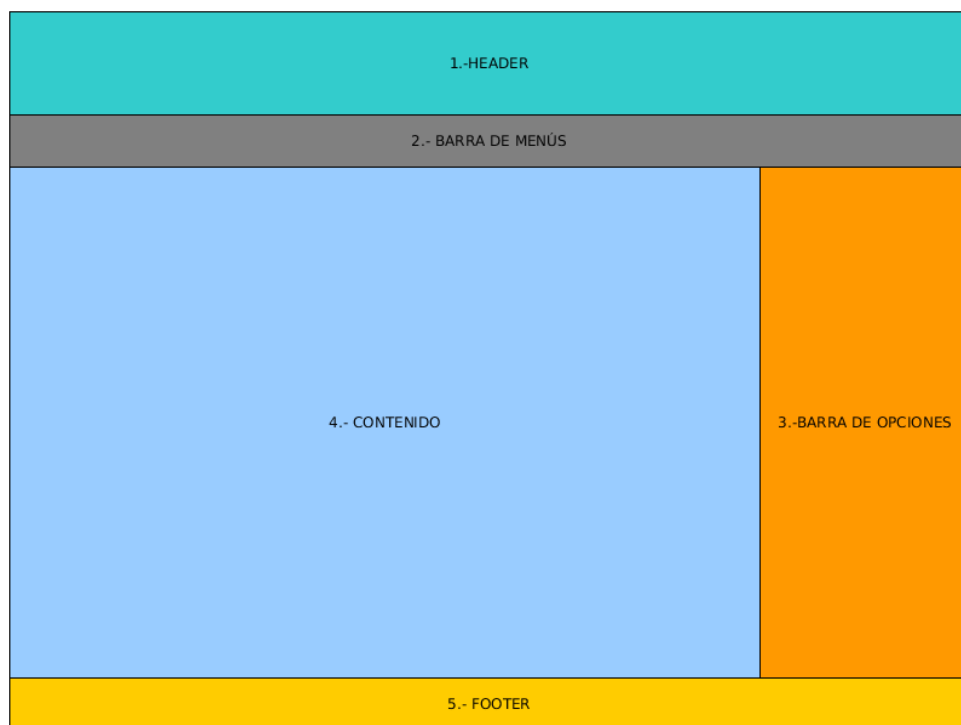 1.-HEADER
2.- BARRA DE MENÚS
4.- CONTENIDO
3.-BARRA DE OPCIONES
5.- FOOTER